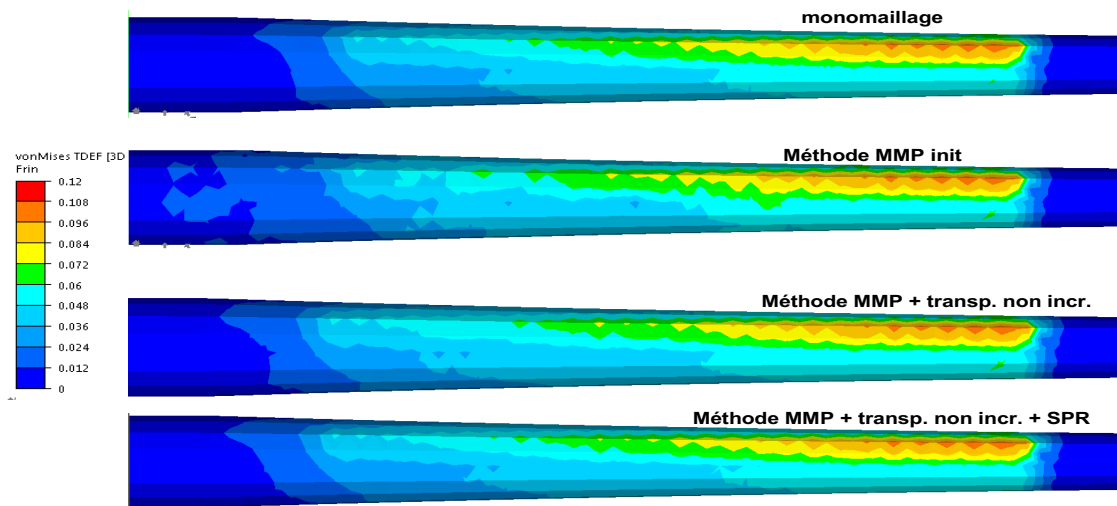 monomaillage
Méthode MMP init
vonMises TDEF [3D
Frin
0.12
0.108
0.096
0.084
0.072
0.06
0.048
0.036
0.024
0.012
0
Méthode MMP + transp. non incr.
Méthode MMP + transp. non incr. + SPR